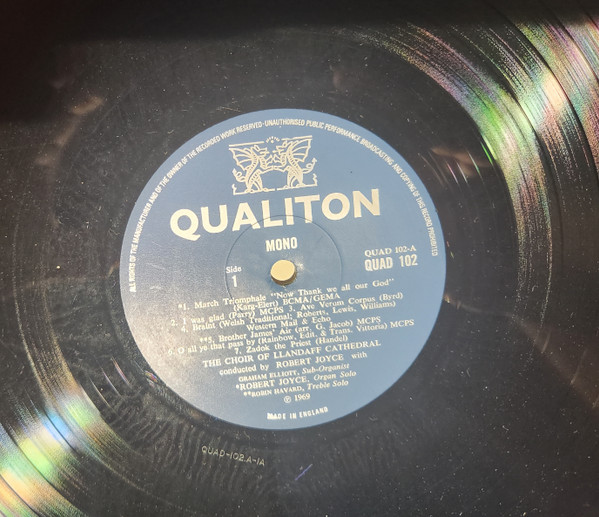 ALL RIGHTS OF THE MANUFACTURER AND OF THE OWNER OF THE RECORDED WORK RESERVED·UNAUTHORISED PUBLIC PERFORMANCE BROADCASTING AND COPYING OF THIS RECORD PROHIBITED
QUALITON
MONO
Side
1
QUAD 102-A
QUAD 102
*1. March Triomphale "Now Thank we all our God"
(Karg-Elert) BCMA/GEMA
2. I was glad (Parry) MCPS 3. Ave Verum Corpus (Byrd)
4. Braint (Welsh Traditional; Roberts, Lewis, Williams)
Western Mail & Echo
**5. Brother James' Air (arr. G. Jacob) MCPS
6. O all ye that pass by (Rainbow, Edit. & Trans. Vittoria) MCPS
7. Zadok the Priest (Handel)
THE CHOIR OF LLANDAFF CATHEDRAL
conducted by ROBERT JOYCE with
GRAHAM ELLIOTT, Sub-Organist
*ROBERT JOYCE, Organ Solo
**ROBIN HAVARD, Treble Solo
℗ 1969
MADE IN ENGLAND
QUAD-102.A-1A